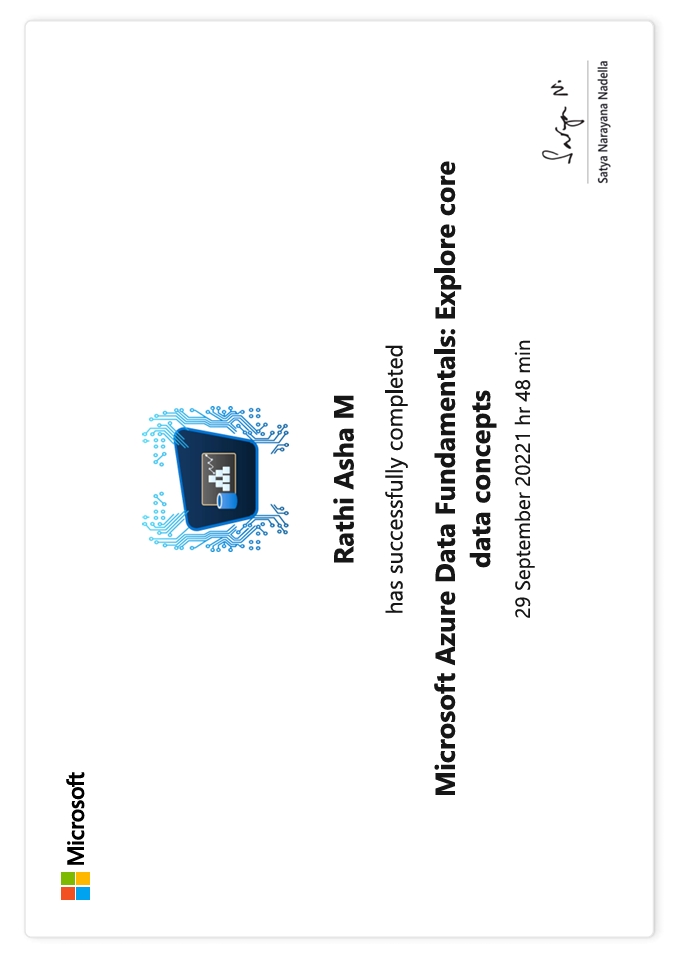 Microsoft
Rathi Asha M
has successfully completed
Microsoft Azure Data Fundamentals: Explore core
data concepts
29 September 20221 hr 48 min
Satya N.
Satya Narayana Nadella